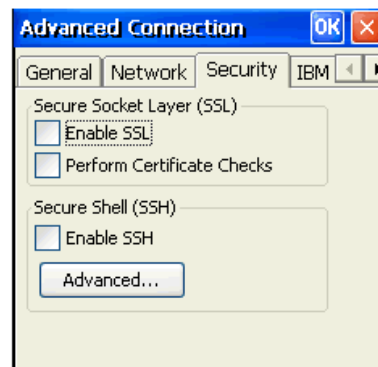 Advanced Connection OK
General Network Security IBM
Secure Socket Layer (SSL)
Enable SSL
Perform Certificate Checks
Secure Shell (SSH)
Enable SSH
Advanced...